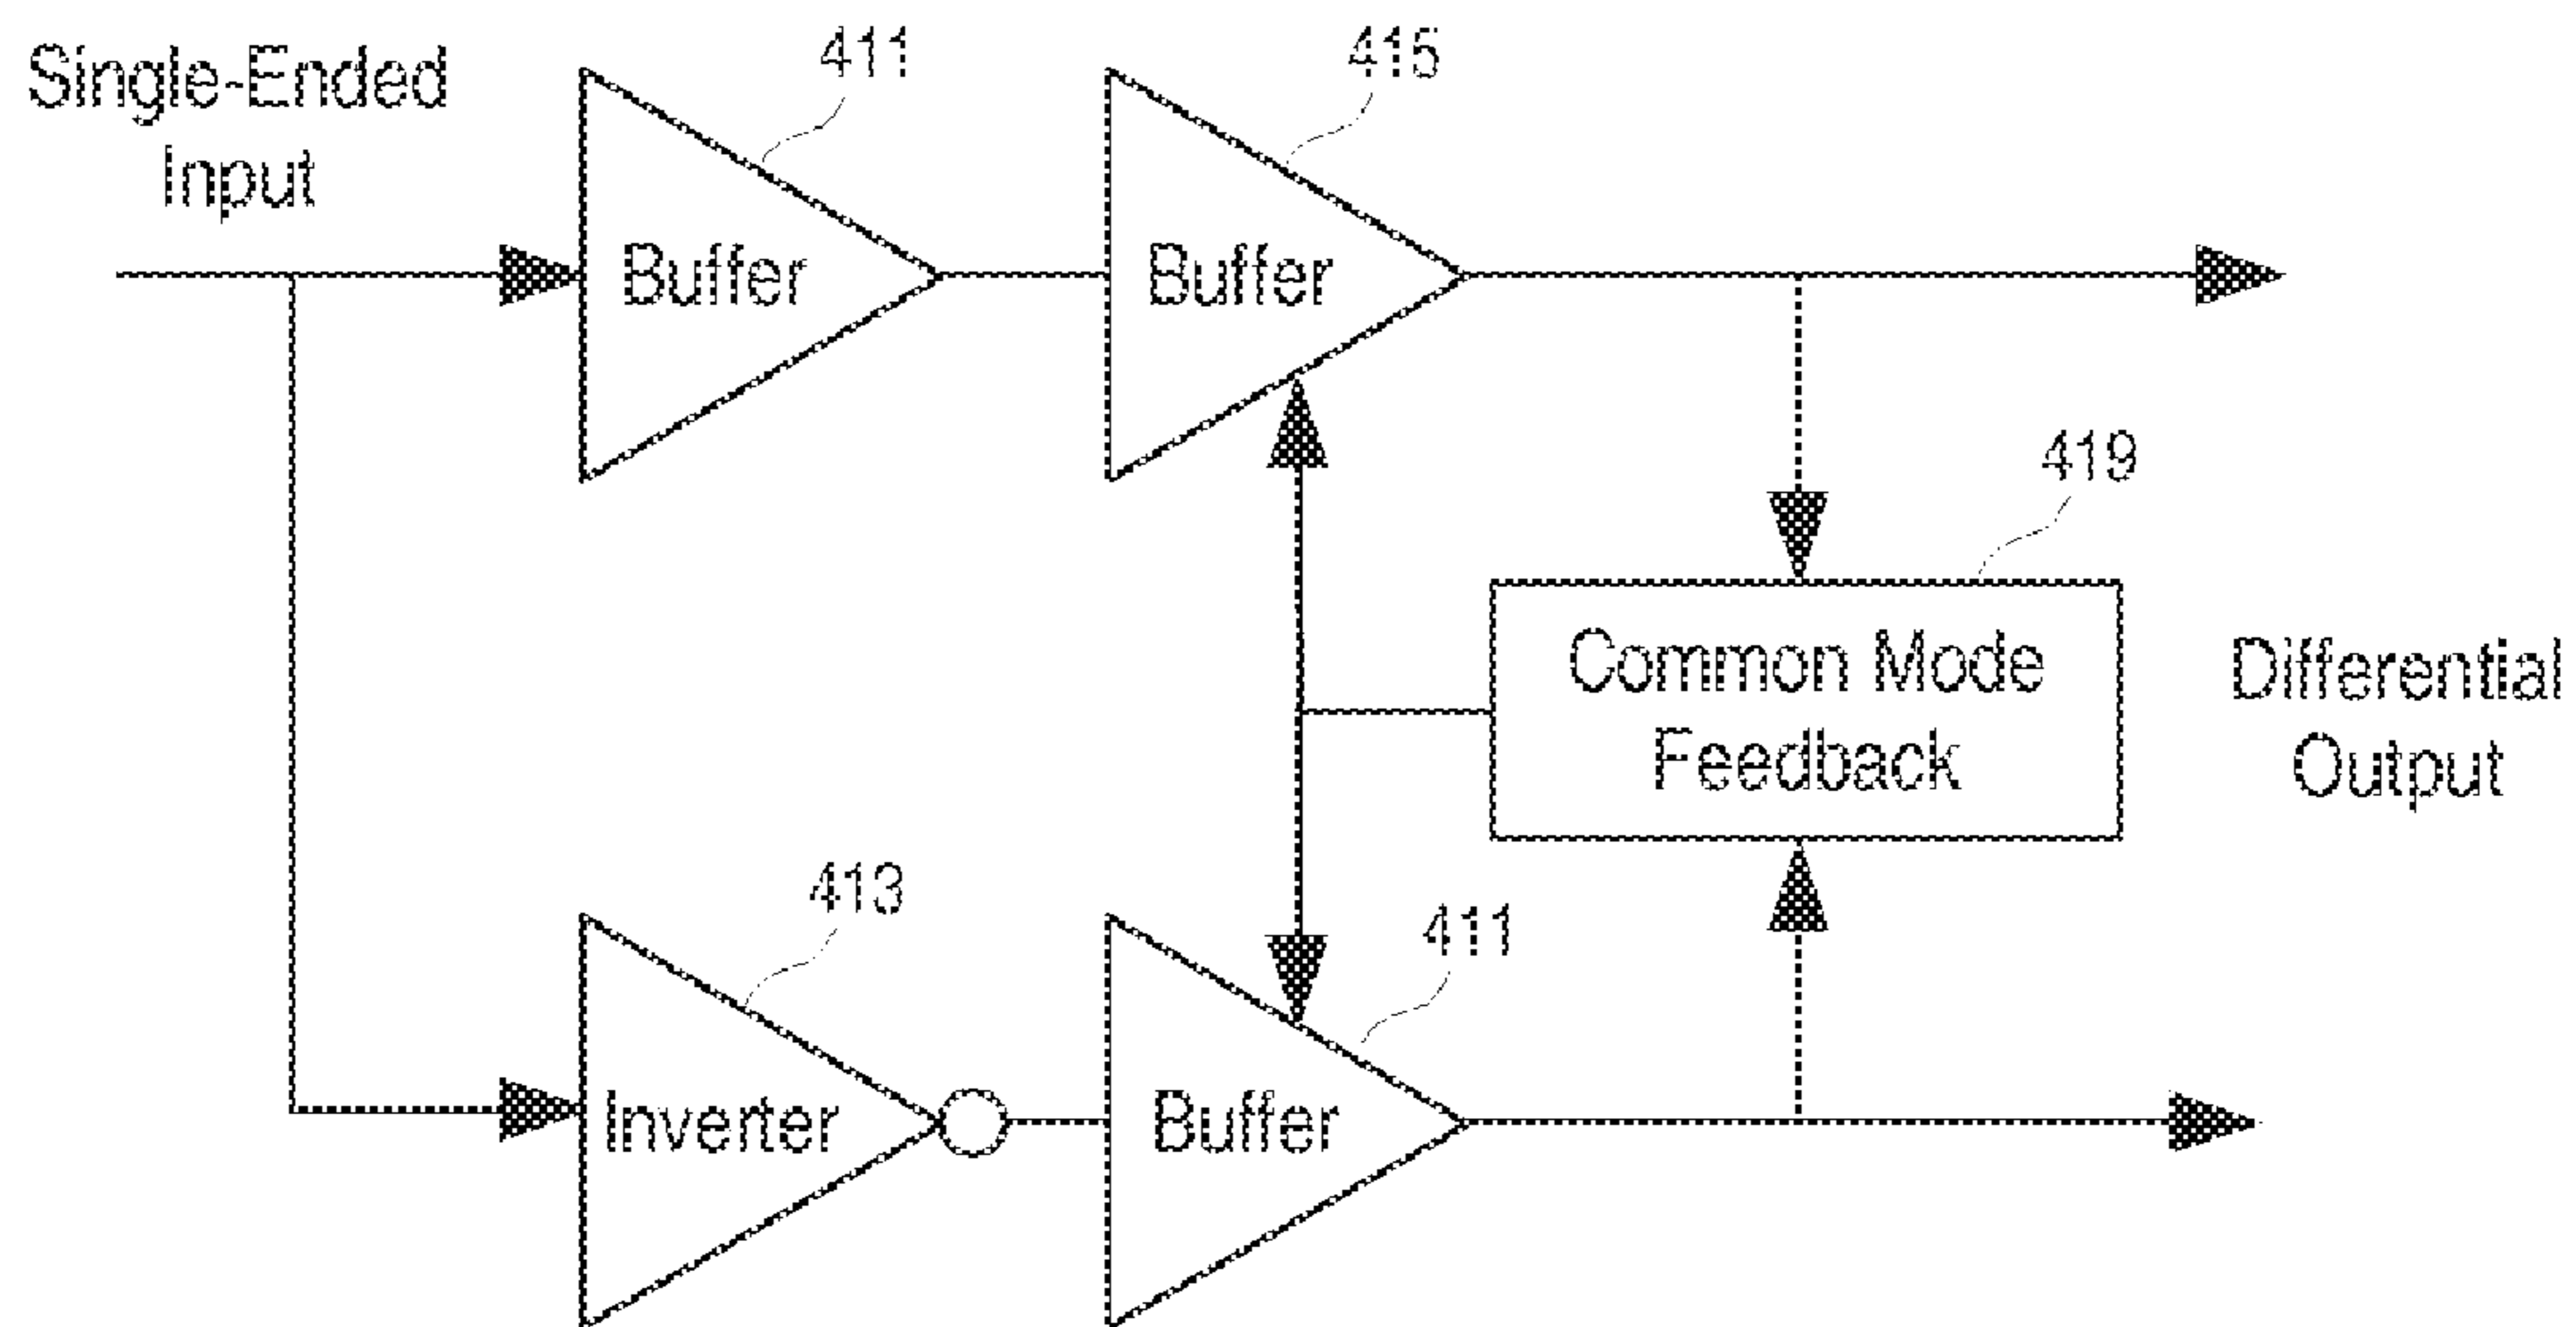 Single-Ended
Input
411
415
Buffer
Buffer
419
Common Mode
Feedback
Differential
Output
413
411
Inverter
Buffer